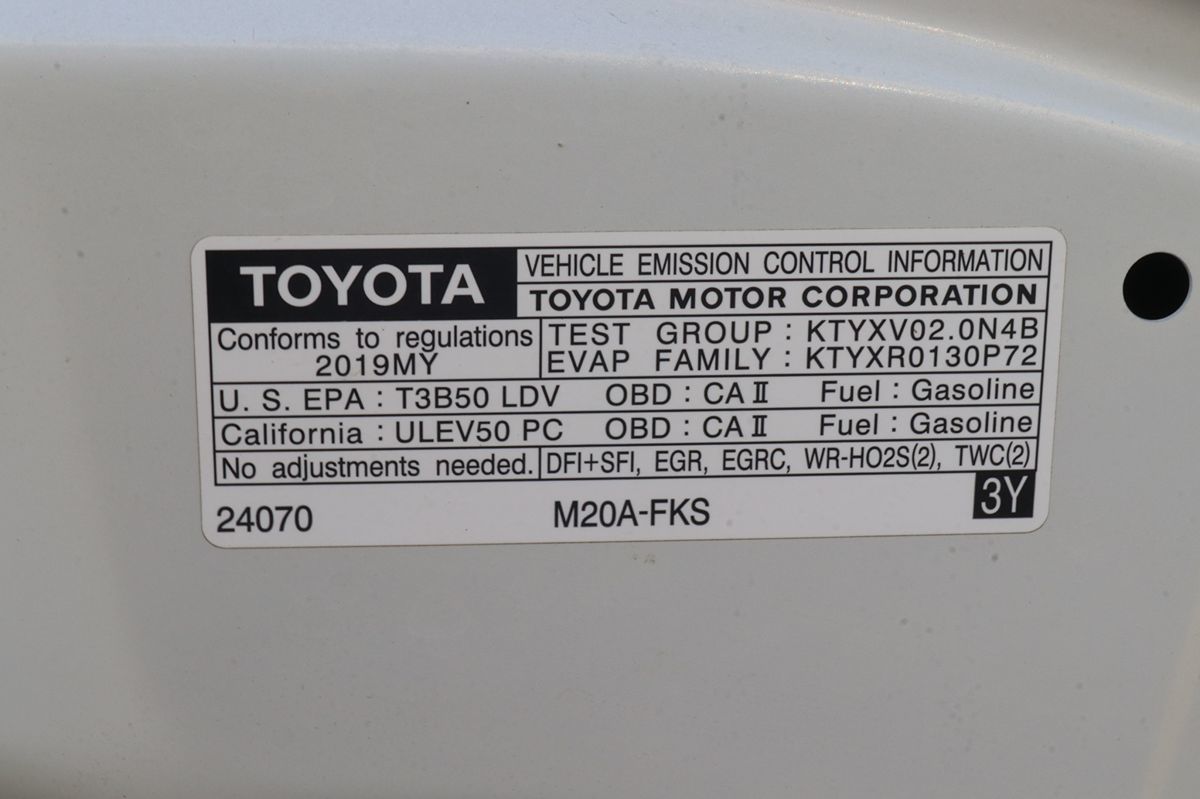 TOYOTA
VEHICLE EMISSION CONTROL INFORMATION
TOYOTA MOTOR CORPORATION
Conforms to regulations
2019MY
TEST GROUP : KTYXV02.0N4B
EVAP FAMILY : KTYXR0130P72
U. S. EPA : T3B50 LDV OBD : CA Ⅱ Fuel : Gasoline
California : ULEV50 PC OBD : CA Ⅱ Fuel : Gasoline
No adjustments needed.
DFI+SFI, EGR, EGRC, WR-HO2S(2), TWC(2)
24070 M20A-FKS 3Y